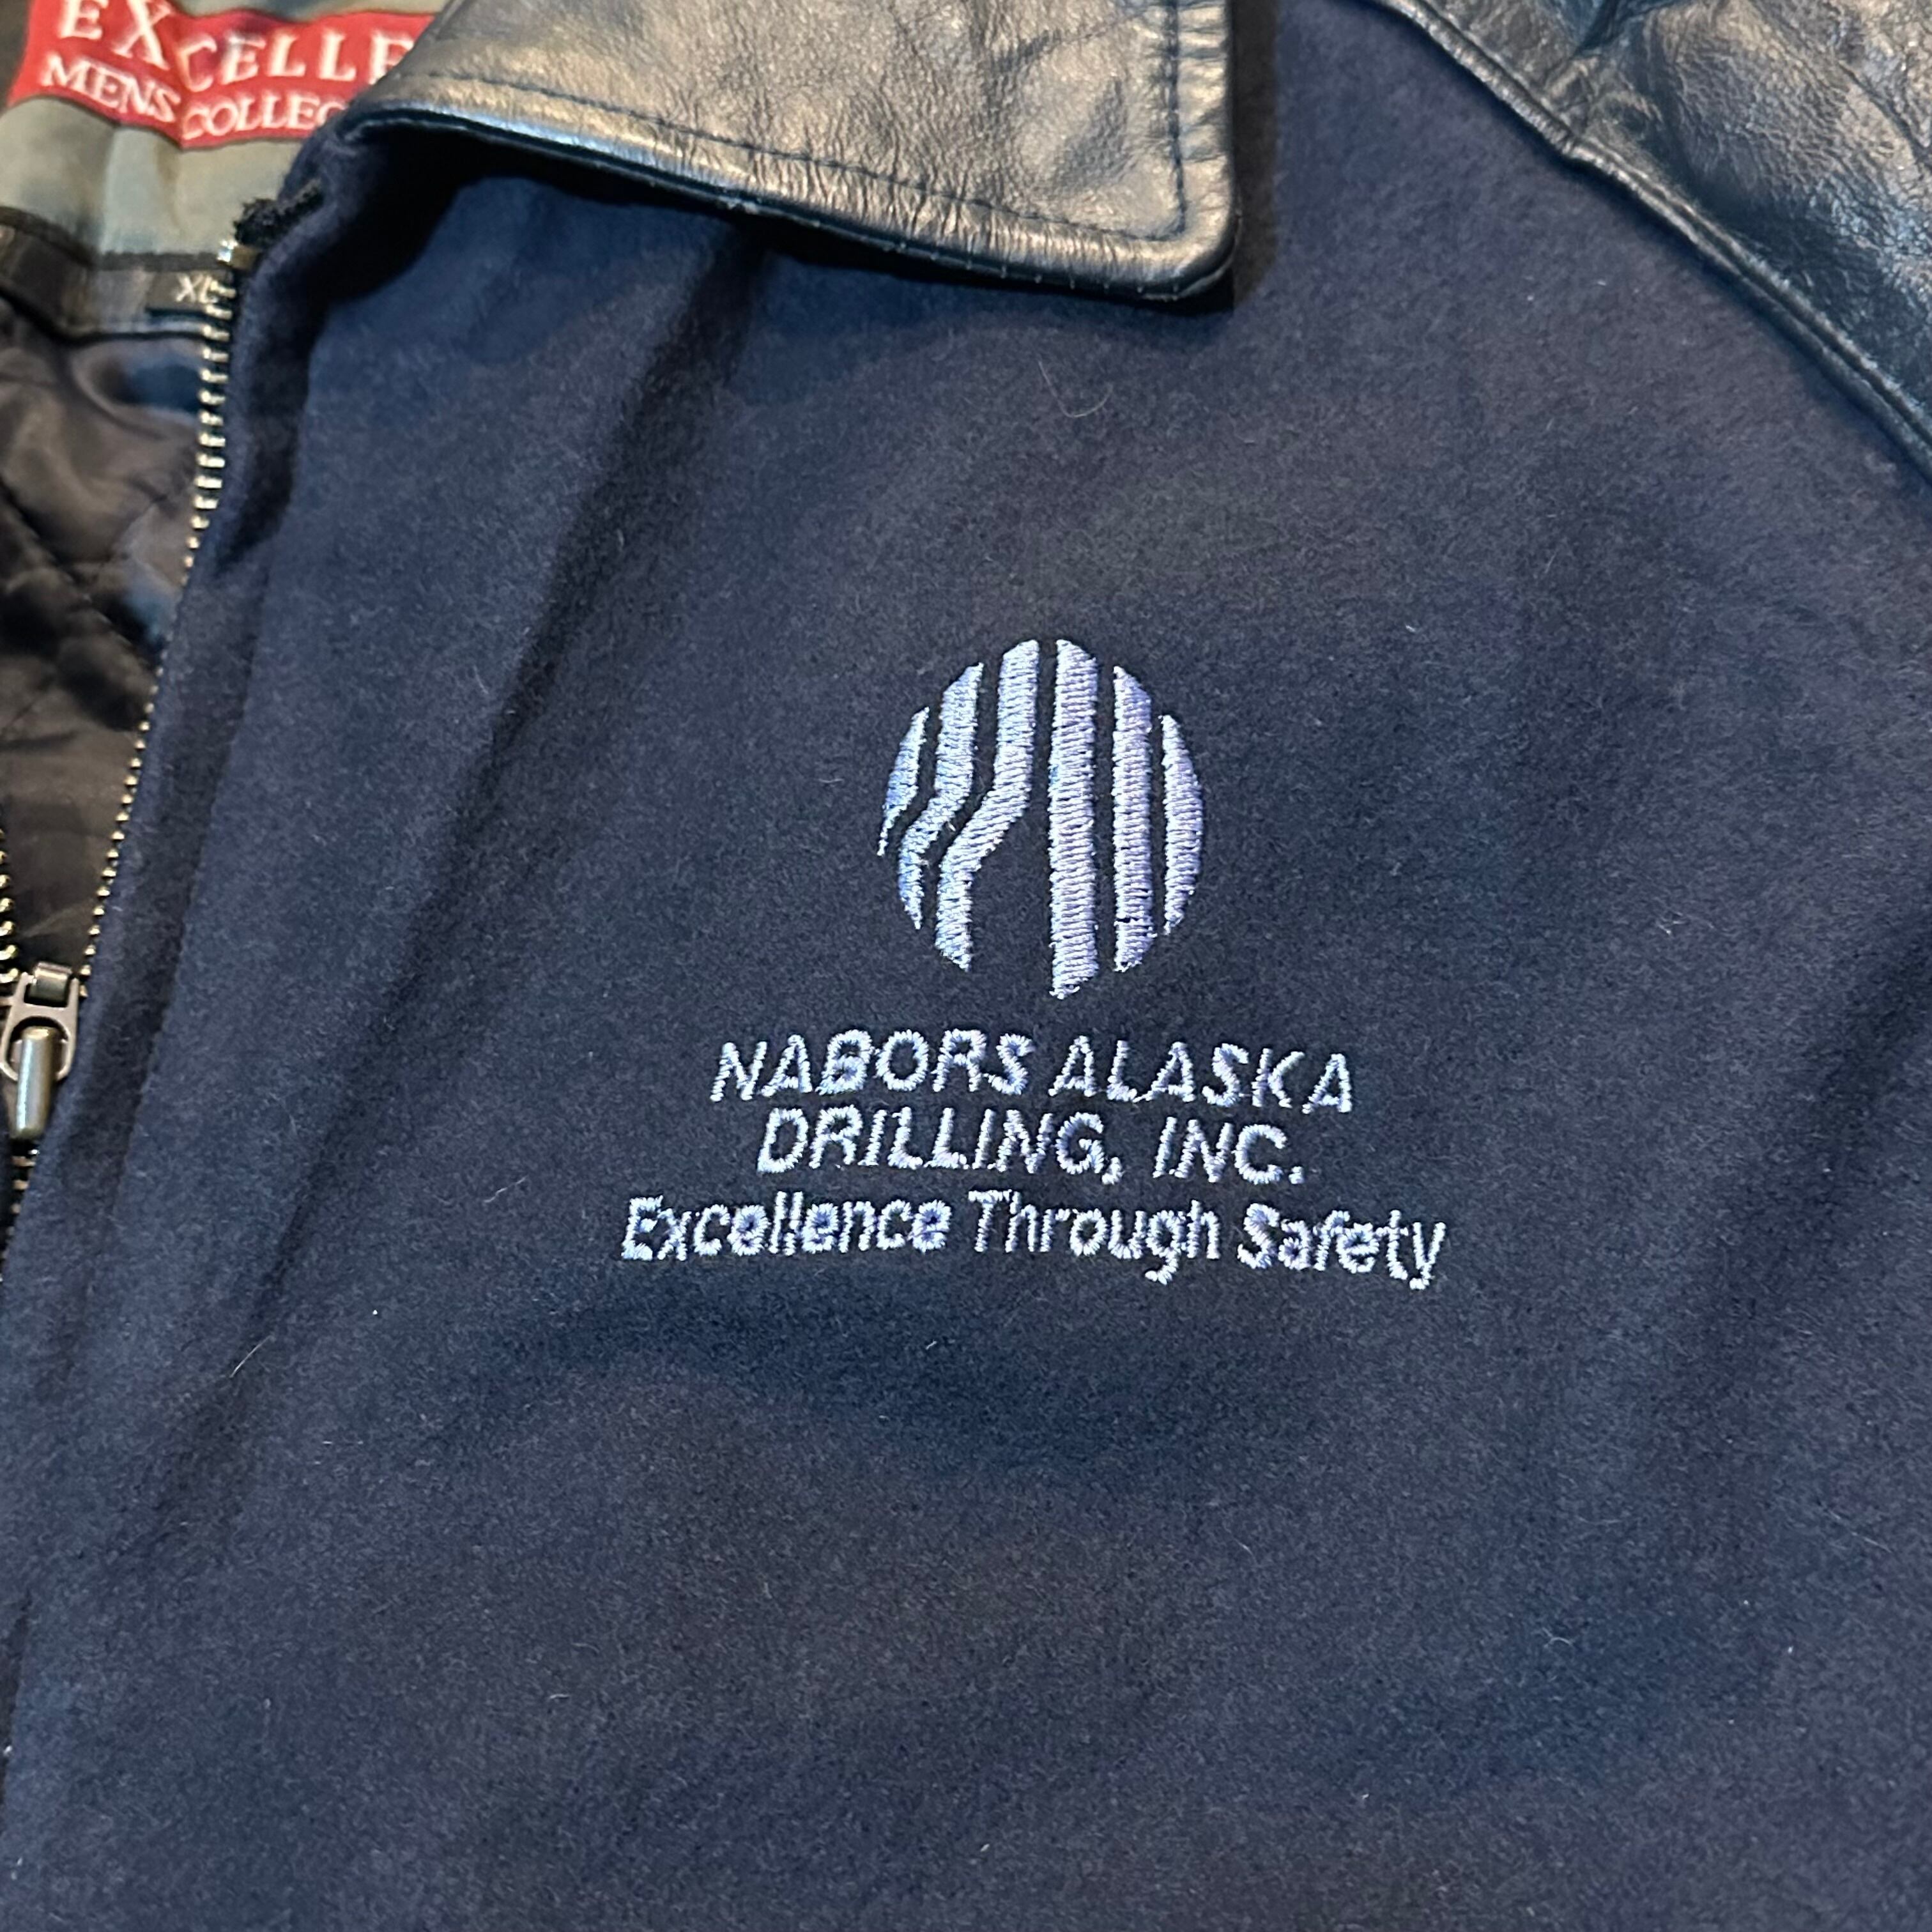 EXCELLE
MENS COLLEC
XL
NABORS ALASKA
DRILLING, INC.
Excellence Through Safety